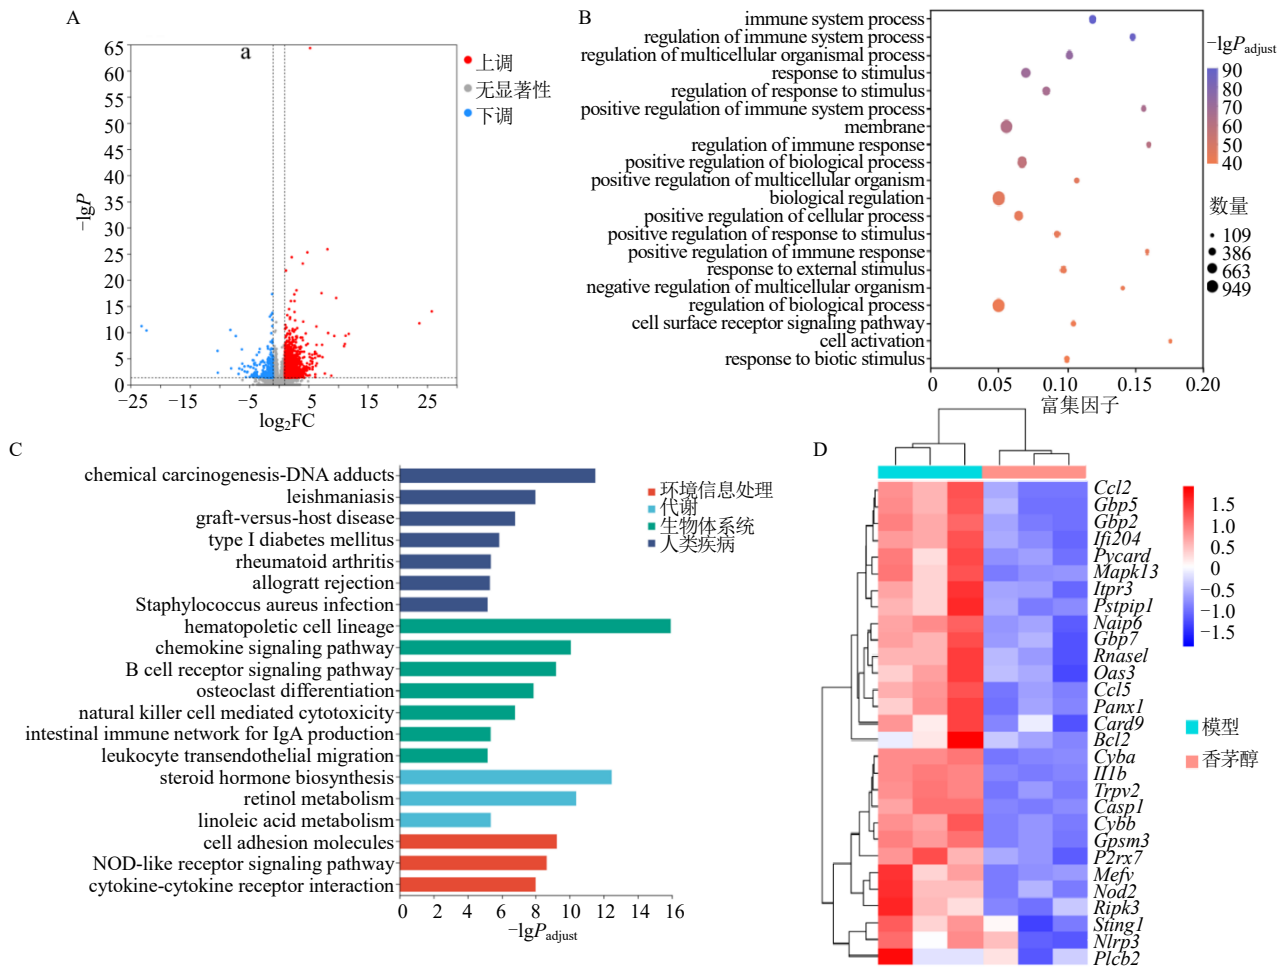 A
a
65
60
55
50
45
40
35
30
25
20
15
10
5
0
−lgP
−25
−15
−5
5
15
25
log₂FC
上调
无显著性
下调
B
immune system process
regulation of immune system process
regulation of multicellular organismal process
response to stimulus
regulation of response to stimulus
positive regulation of immune system process
membrane
regulation of immune response
positive regulation of biological process
positive regulation of multicellular organism
biological regulation
positive regulation of cellular process
positive regulation of response to stimulus
positive regulation of immune response
response to external stimulus
negative regulation of multicellular organism
regulation of biological process
cell surface receptor signaling pathway
cell activation
response to biotic stimulus
0
0.05
0.10
0.15
0.20
富集因子
−lgPadjust
90
80
70
60
50
40
数量
109
386
663
949
C
chemical carcinogenesis-DNA adducts
leishmaniasis
graft-versus-host disease
type I diabetes mellitus
rheumatoid arthritis
allogratt rejection
Staphylococcus aureus infection
hematopoletic cell lineage
chemokine signaling pathway
B cell receptor signaling pathway
osteoclast differentiation
natural killer cell mediated cytotoxicity
intestinal immune network for IgA production
leukocyte transendothelial migration
steroid hormone biosynthesis
retinol metabolism
linoleic acid metabolism
cell adhesion molecules
NOD-like receptor signaling pathway
cytokine-cytokine receptor interaction
0
2
4
6
8
10
12
14
16
−lgPadjust
环境信息处理
代谢
生物体系统
人类疾病
D
Ccl2
Gbp5
Gbp2
Ifi204
Pycard
Mapk13
Itpr3
Pstpip1
Naip6
Gbp7
Rnasel
Oas3
Ccl5
Panx1
Card9
Bcl2
Cyba
Il1b
Trpv2
Casp1
Cybb
Gpsm3
P2rx7
Mefv
Nod2
Ripk3
Sting1
Nlrp3
Plcb2
1.5
1.0
0.5
0
−0.5
−1.0
−1.5
模型
香茅醇